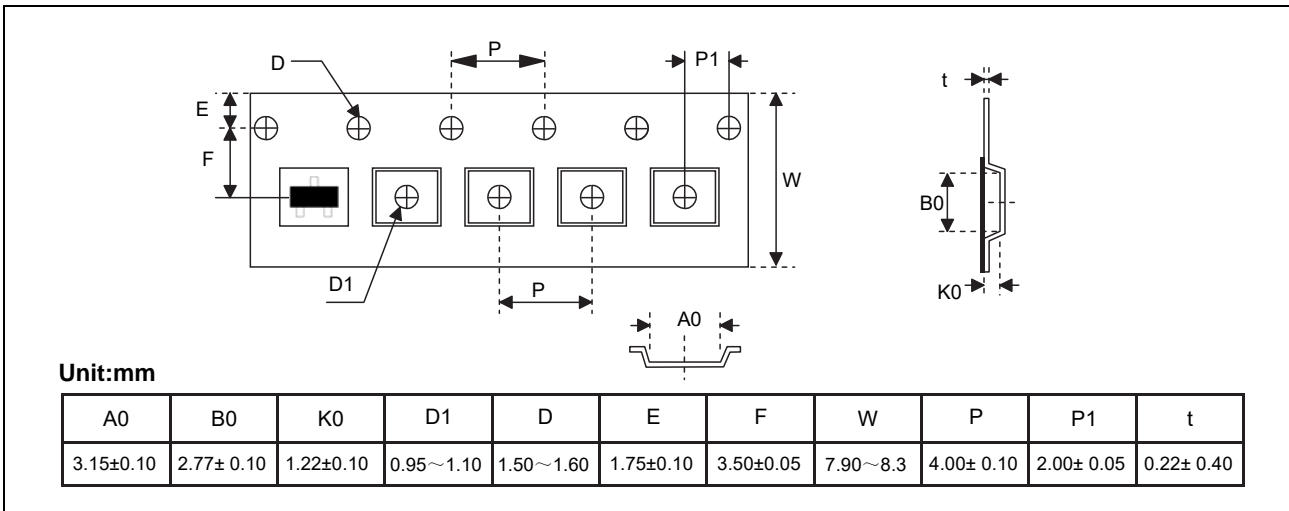 P
P1
D
t
E
F
W
B0
D1
P
K0
A0
Unit:mm
A0 B0 K0 D1 D E F W P P1 t
3.15±0.10 2.77± 0.10 1.22±0.10 0.95～1.10 1.50～1.60 1.75±0.10 3.50±0.05 7.90～8.3 4.00± 0.10 2.00± 0.05 0.22± 0.40